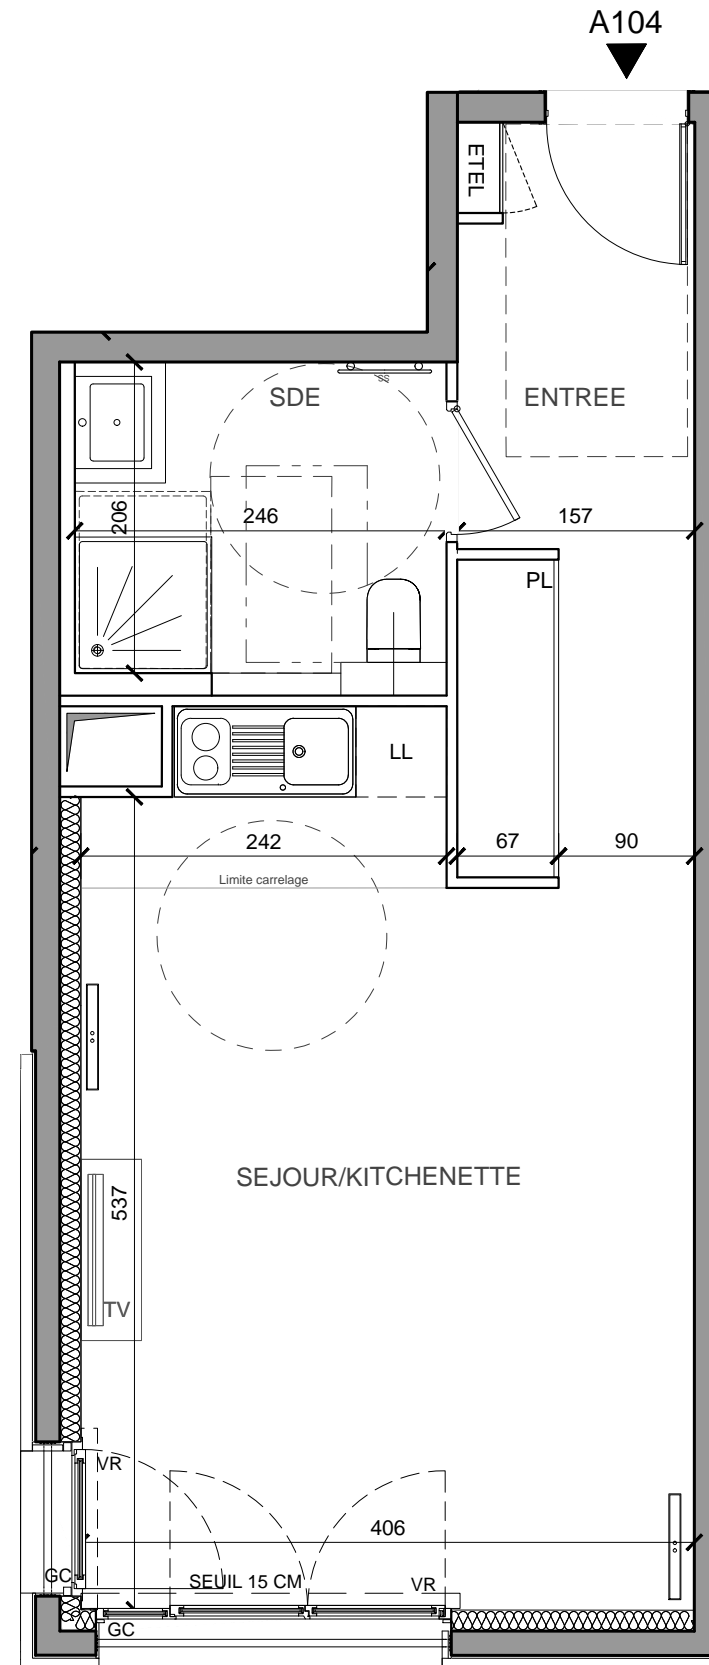 A104
ETEL
SS
SDE
ENTREE
206
246
157
PL
LL
242
67
90
Limite carrelage
SEJOUR/KITCHENETTE
537
TV
VR
406
GC
SEUIL 15 CM
VR
GC